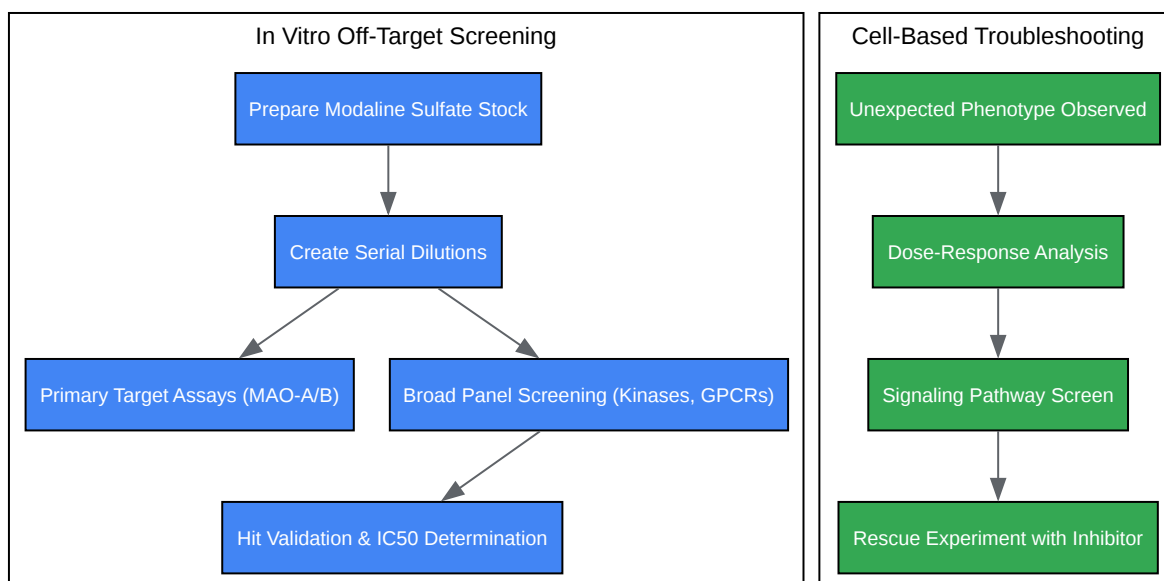 In Vitro Off-Target Screening
Prepare Modaline Sulfate Stock
Create Serial Dilutions
Primary Target Assays (MAO-A/B)
Broad Panel Screening (Kinases, GPCRs)
Hit Validation & IC50 Determination
Cell-Based Troubleshooting
Unexpected Phenotype Observed
Dose-Response Analysis
Signaling Pathway Screen
Rescue Experiment with Inhibitor